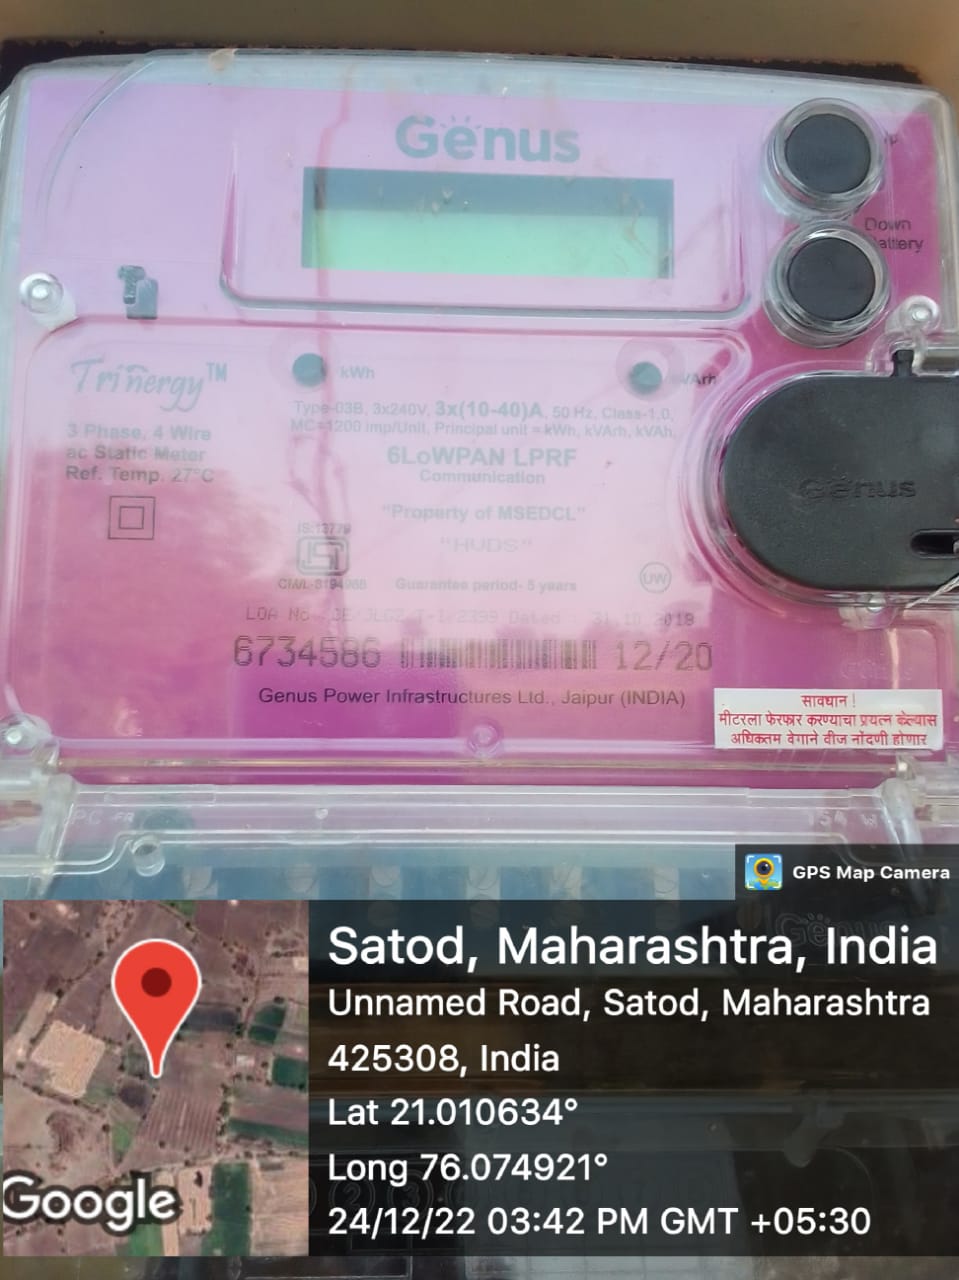 Genus
Down
Battery
Trinergy™
kWh
kVArh
Type-03B, 3x240V, 3x(10-40)A, 50 Hz, Class-1.0,
MC=1200 imp/Unit, Principal unit = kWh, kVArh, kVAh,
3 Phase, 4 Wire
ac Static Meter
Ref. Temp. 27°C
6LoWPAN LPRF
Communication
"Property of MSEDCL"
"HVDS"
IS:13779
Guarantee period- 5 years
UW
LOA No. Dated 31.10.2018
6734586 12/20
Genus Power Infrastructures Ltd., Jaipur (INDIA)
Genus
सावधान !
मीटरला फेरफार करण्याचा प्रयत्न केल्यास
अधिकतम वेगाने वीज नोंदणी होणार
GPS Map Camera
Genus
Satod, Maharashtra, India
Unnamed Road, Satod, Maharashtra
425308, India
Lat 21.010634°
Long 76.074921°
24/12/22 03:42 PM GMT +05:30
Google